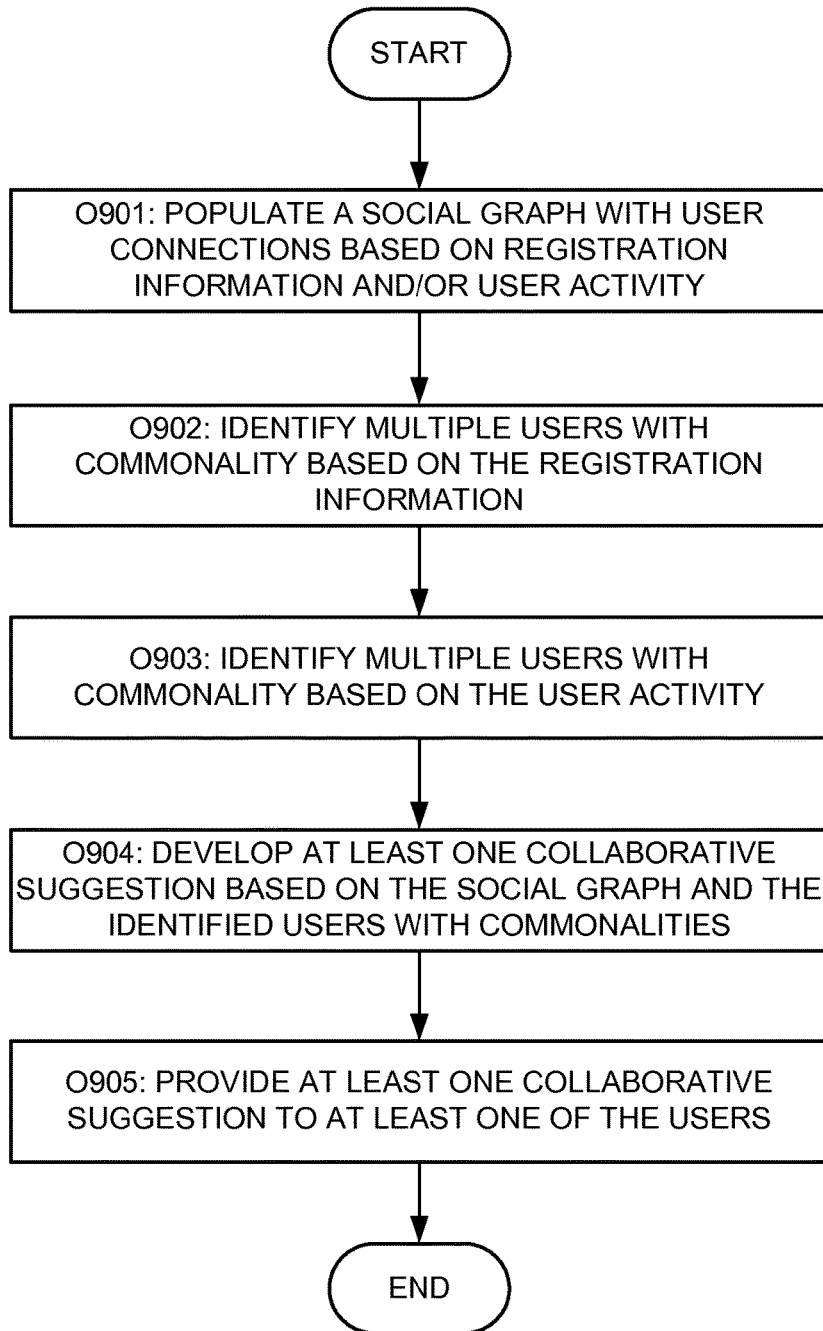 START
O901: POPULATE A SOCIAL GRAPH WITH USER
CONNECTIONS BASED ON REGISTRATION
INFORMATION AND/OR USER ACTIVITY
O902: IDENTIFY MULTIPLE USERS WITH
COMMONALITY BASED ON THE REGISTRATION
INFORMATION
O903: IDENTIFY MULTIPLE USERS WITH
COMMONALITY BASED ON THE USER ACTIVITY
O904: DEVELOP AT LEAST ONE COLLABORATIVE
SUGGESTION BASED ON THE SOCIAL GRAPH AND THE
IDENTIFIED USERS WITH COMMONALITIES
O905: PROVIDE AT LEAST ONE COLLABORATIVE
SUGGESTION TO AT LEAST ONE OF THE USERS
END